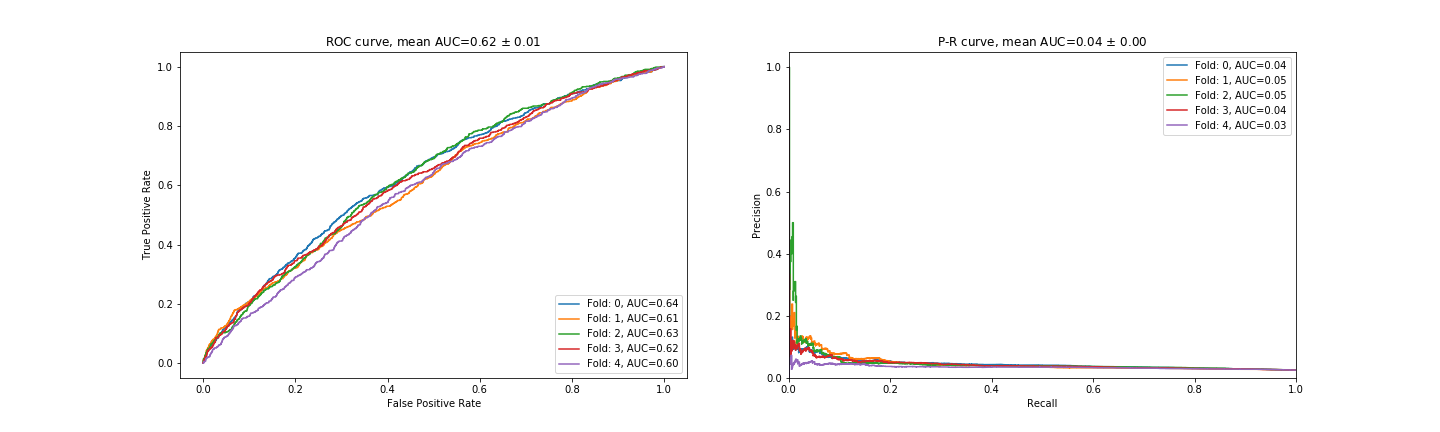 ROC curve, mean AUC=0.62 ± 0.01
True Positive Rate
1.0
0.8
0.6
0.4
0.2
0.0
Fold: 0, AUC=0.64
Fold: 1, AUC=0.61
Fold: 2, AUC=0.63
Fold: 3, AUC=0.62
Fold: 4, AUC=0.60
0.0 0.2 0.4 0.6 0.8 1.0
False Positive Rate
P-R curve, mean AUC=0.04 ± 0.00
Precision
1.0
0.8
0.6
0.4
0.2
0.0
Fold: 0, AUC=0.04
Fold: 1, AUC=0.05
Fold: 2, AUC=0.05
Fold: 3, AUC=0.04
Fold: 4, AUC=0.03
0.0 0.2 0.4 0.6 0.8 1.0
Recall